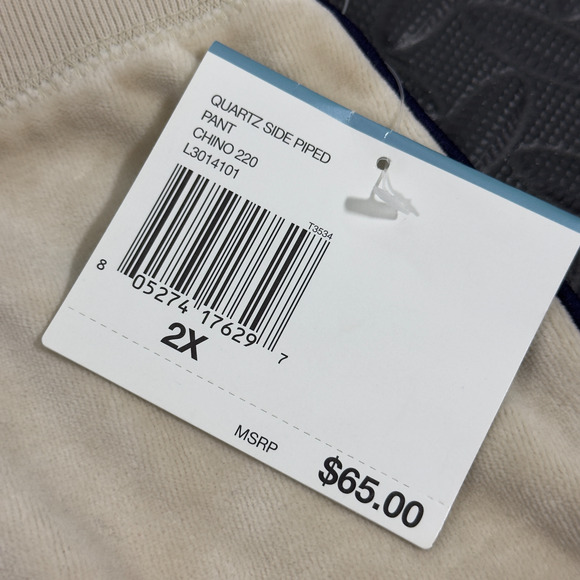 QUARTZ SIDE PIPED
PANT
CHINO 220
L3014101
T3534
8 05274 17629 7
2X
MSRP
$65.00